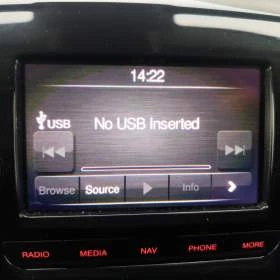 14:22
USB
No USB Inserted
Browse Source Info
RADIO MEDIA NAV PHONE MORE